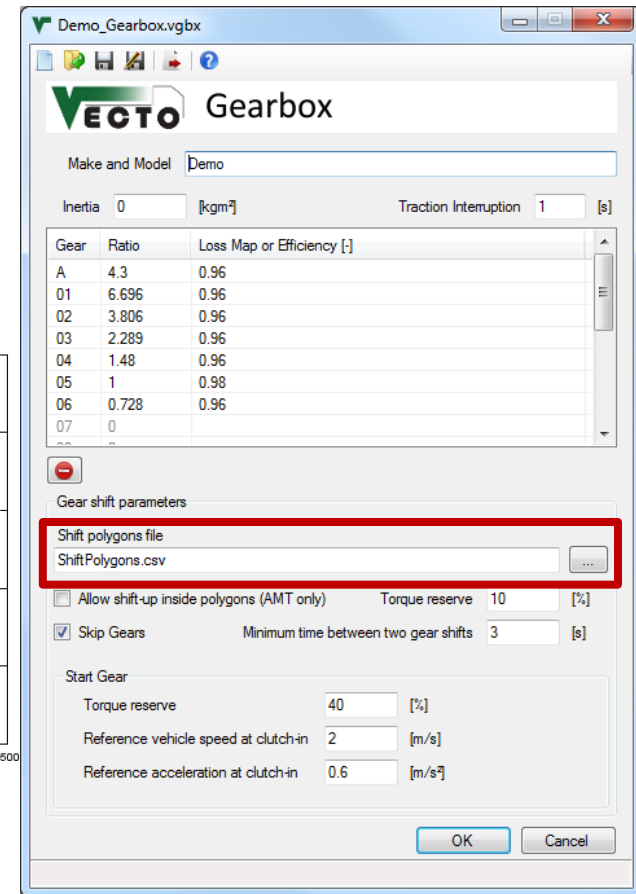 Demo_Gearbox.vgbx
VECTO Gearbox
Make and Model Demo
Inertia 0 [kgm²] Traction Interruption 1 [s]
Gear Ratio Loss Map or Efficiency [-]
A 4.3 0.96
01 6.696 0.96
02 3.806 0.96
03 2.289 0.96
04 1.48 0.96
05 1 0.98
06 0.728 0.96
07 0
Gear shift parameters
Shift polygons file
ShiftPolygons.csv ...
Allow shift-up inside polygons (AMT only) Torque reserve 10 [%]
Skip Gears Minimum time between two gear shifts 3 [s]
Start Gear
Torque reserve 40 [%]
Reference vehicle speed at clutch-in 2 [m/s]
500
Reference acceleration at clutch-in 0.6 [m/s²]
OK Cancel